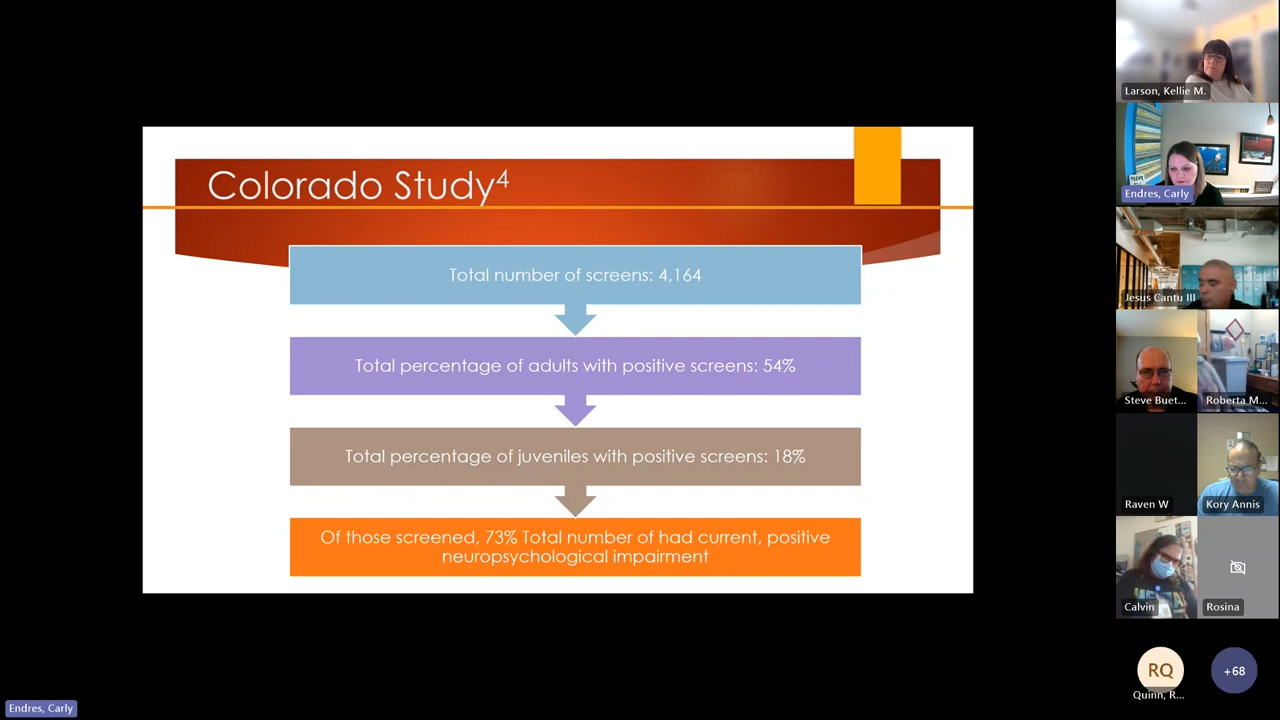 Colorado Study4
Total number of screens: 4,164
Total percentage of adults with positive screens: 54%
Total percentage of juveniles with positive screens: 18%
Of those screened, 73% Total number of had current, positive
neuropsychological impairment
Larson, Kellie M.
Endres, Carly
Jesus Cantu III
Steve Buet...
Roberta M...
Raven W
Kory Annis
Calvin
Rosina
RQ
Quinn, R...
+68
Endres, Carly